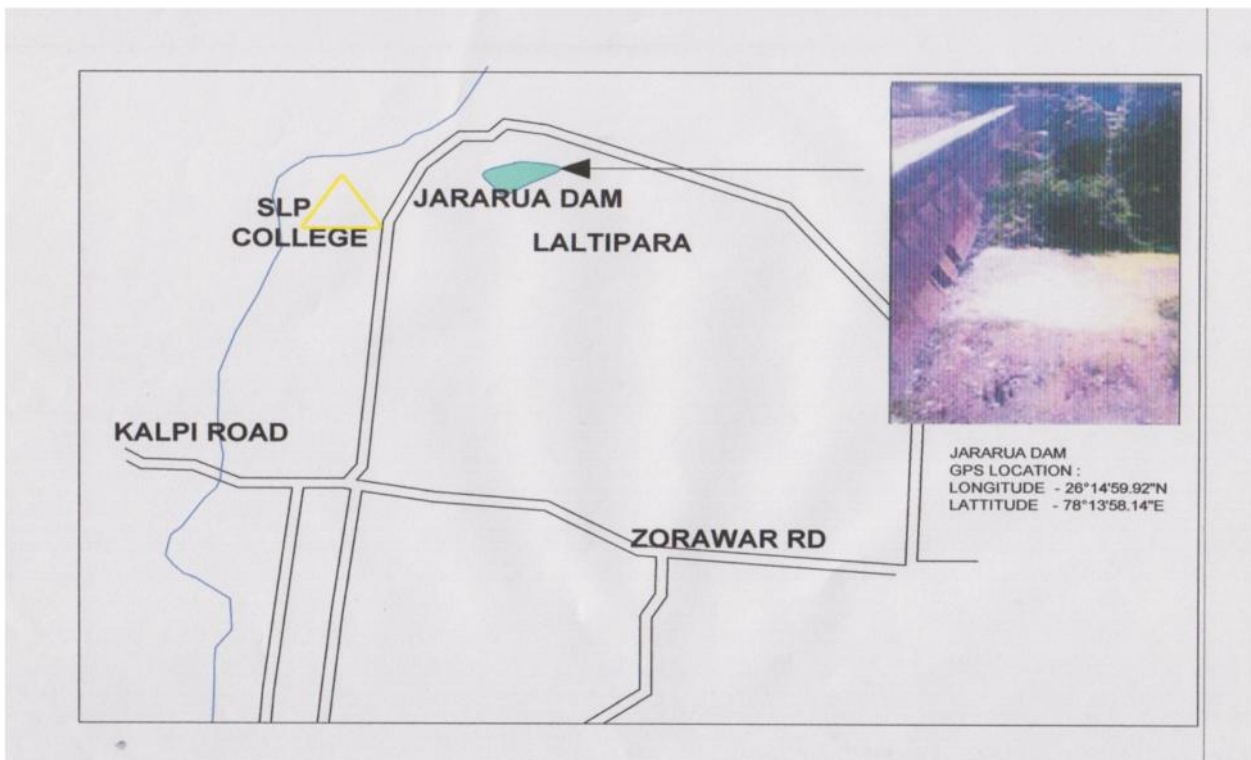 SLP
COLLEGE
JARARUA DAM
LALTIPARA
KALPI ROAD
ZORAWAR RD
JARARUA DAM
GPS LOCATION :
LONGITUDE - 26°14'59.92"N
LATTITUDE - 78°13'58.14"E